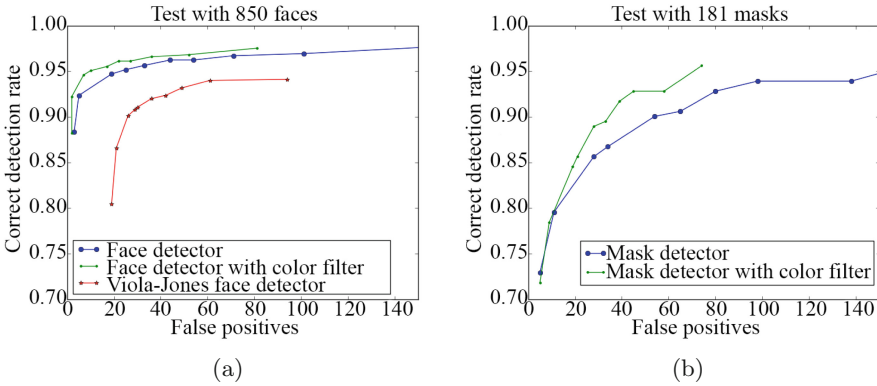 Test with 850 faces
1.00
0.95
0.90
0.85
0.80
0.75
0.70
Correct detection rate
Face detector
Face detector with color filter
Viola-Jones face detector
0 20 40 60 80 100 120 140
False positives
(a)
Test with 181 masks
1.00
0.95
0.90
0.85
0.80
0.75
0.70
Correct detection rate
Mask detector
Mask detector with color filter
0 20 40 60 80 100 120 140
False positives
(b)